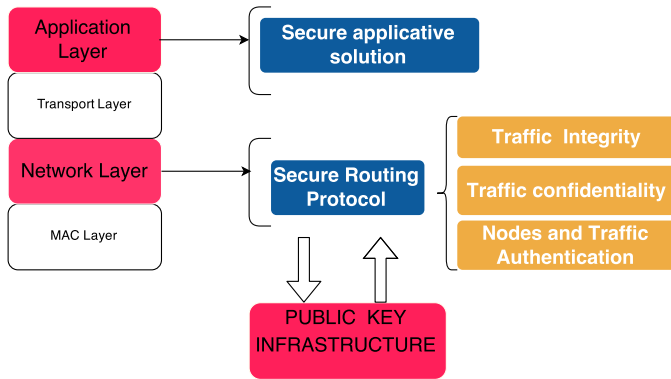 Application
Layer
Secure applicative
solution
Transport Layer
Network Layer
Secure Routing
Protocol
Traffic Integrity
Traffic confidentiality
Nodes and Traffic
Authentication
MAC Layer
PUBLIC KEY
INFRASTRUCTURE